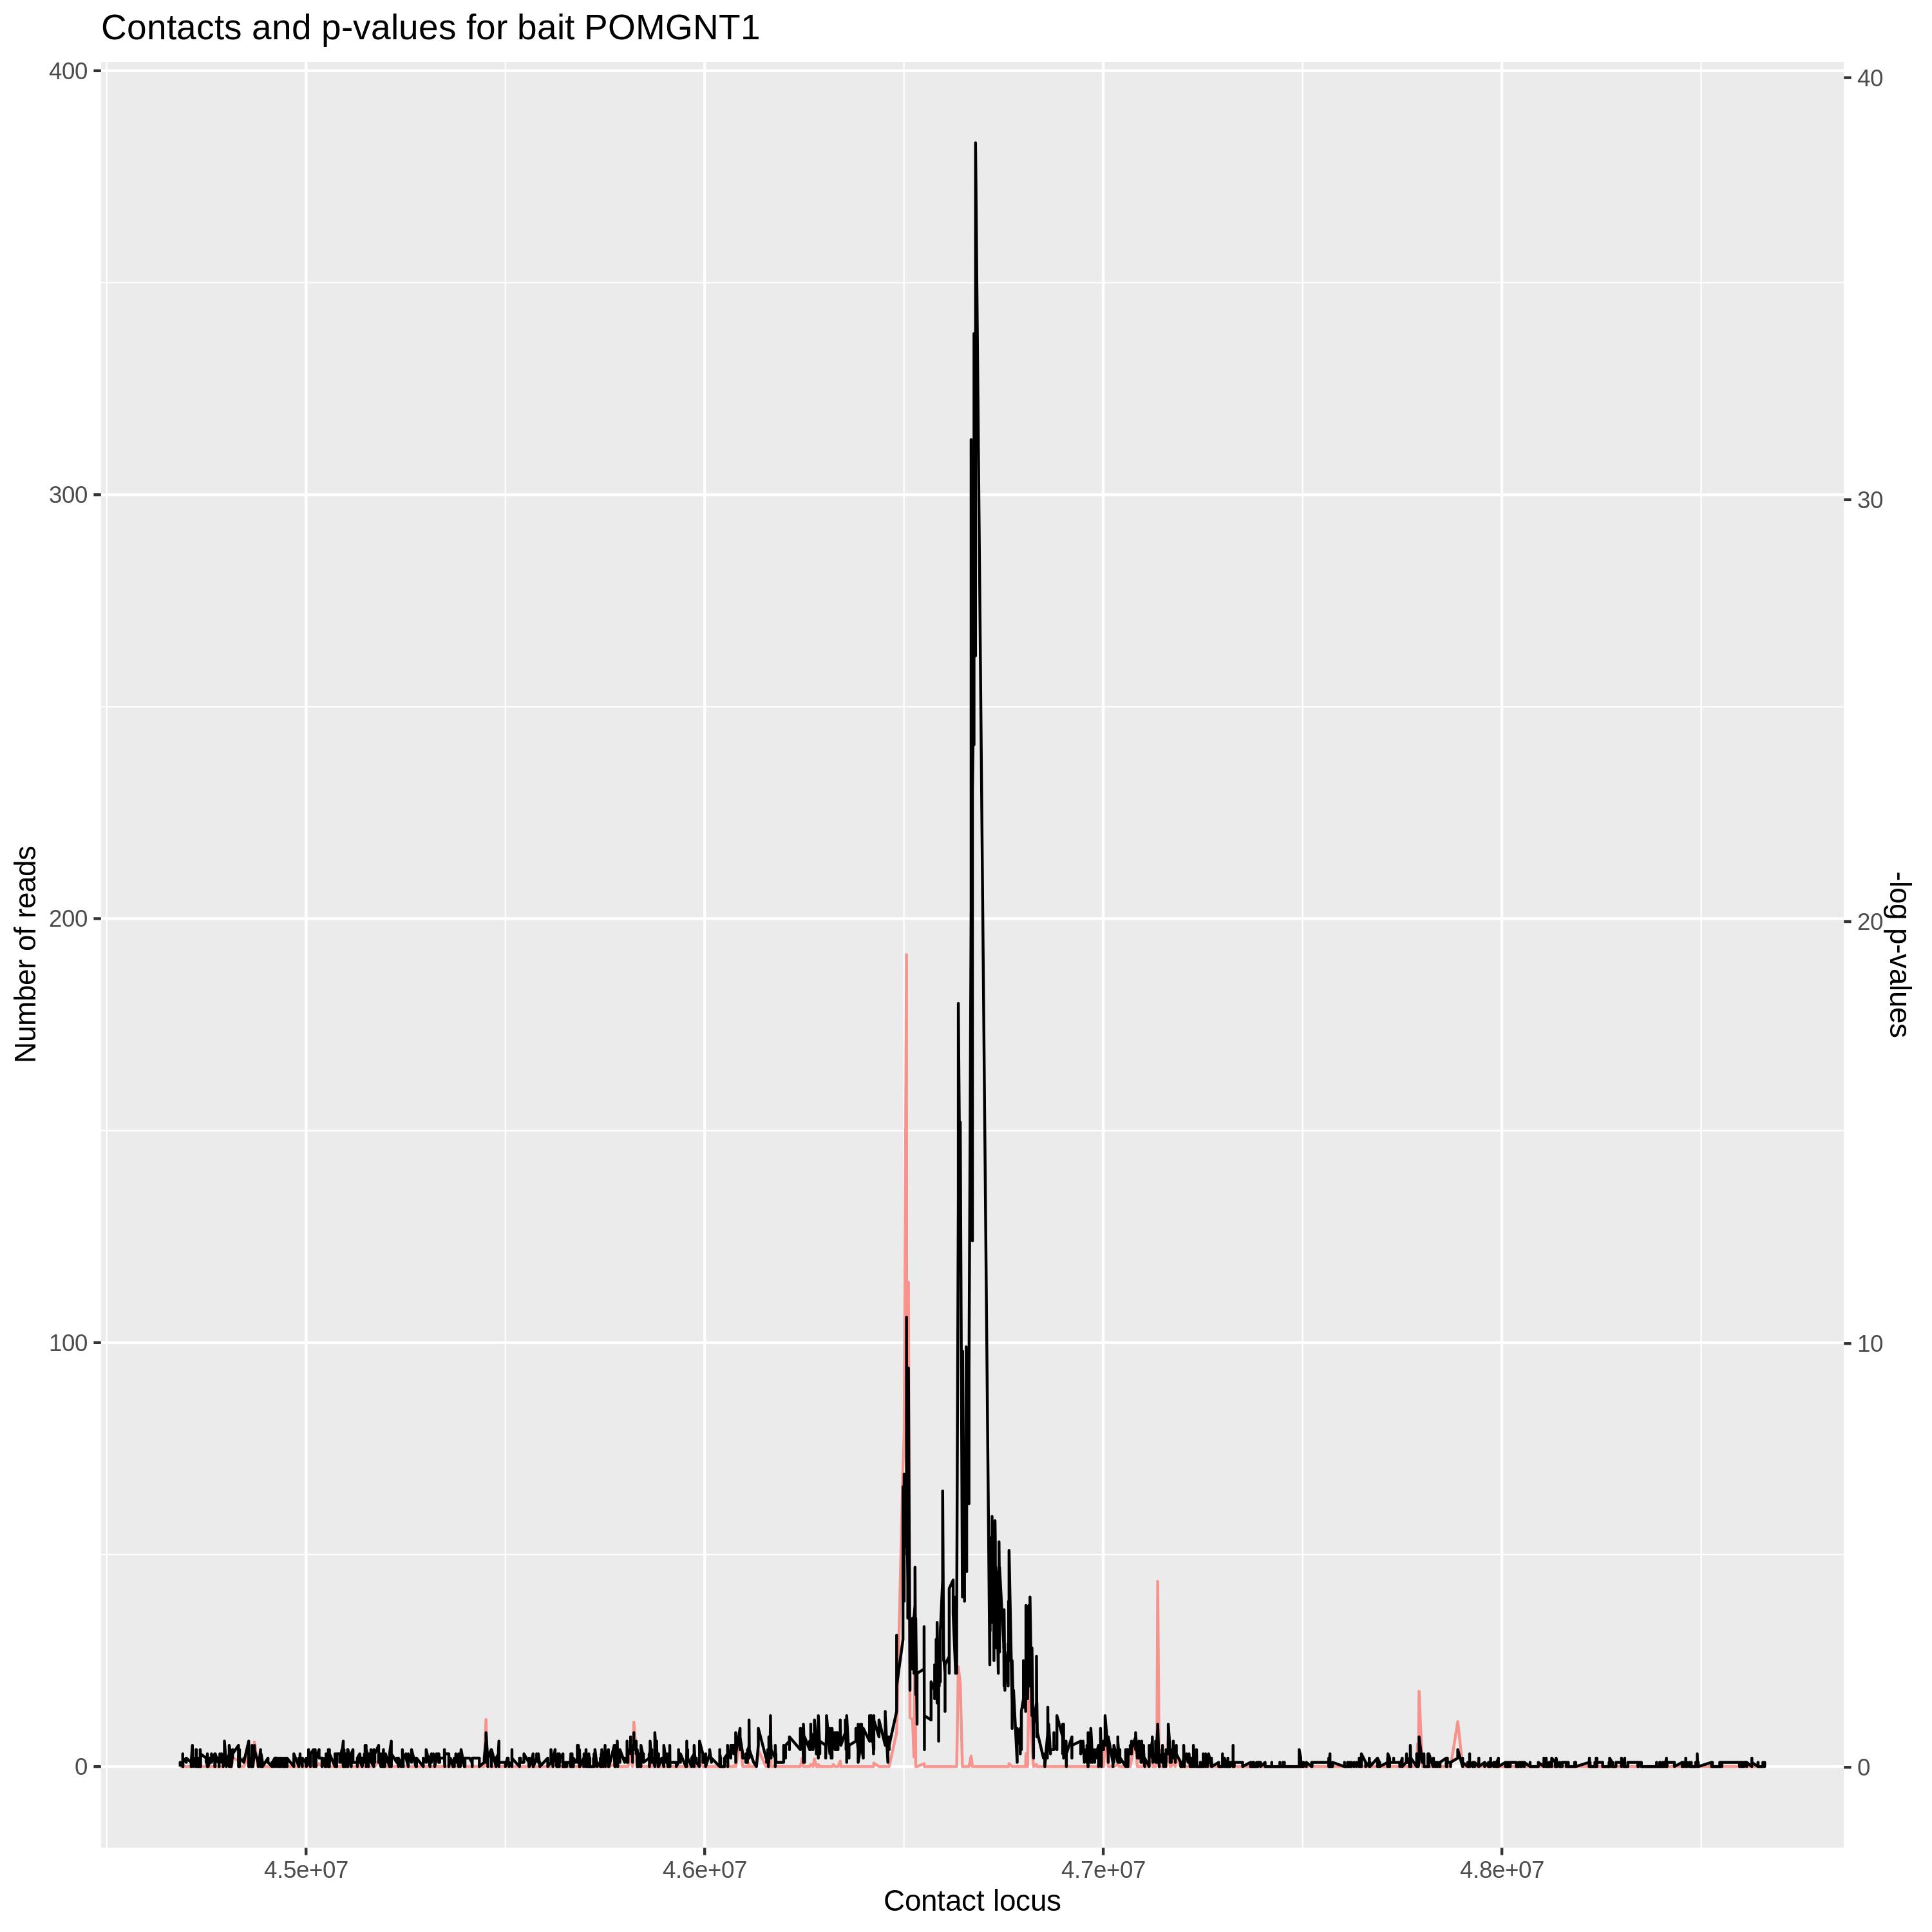 Contacts and p-values for bait POMGNT1
400
300
200
100
0
40
30
20
10
0
Number of reads
-log p-values
4.5e+07
4.6e+07
4.7e+07
4.8e+07
Contact locus